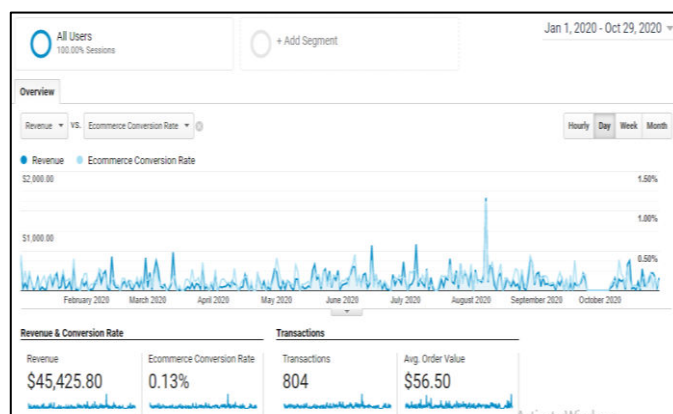 All Users
100.00% Sessions
+ Add Segment
Jan 1, 2020 - Oct 29, 2020
Overview
Revenue vs. Ecommerce Conversion Rate
Hourly Day Week Month
Revenue Ecommerce Conversion Rate
$2,000.00 1.50%
1.00%
$1,000.00
0.50%
February 2020 March 2020 April 2020 May 2020 June 2020 July 2020 August 2020 September 2020 October 2020
Revenue & Conversion Rate Transactions
Revenue Ecommerce Conversion Rate Transactions Avg. Order Value
$45,425.80 0.13% 804 $56.50